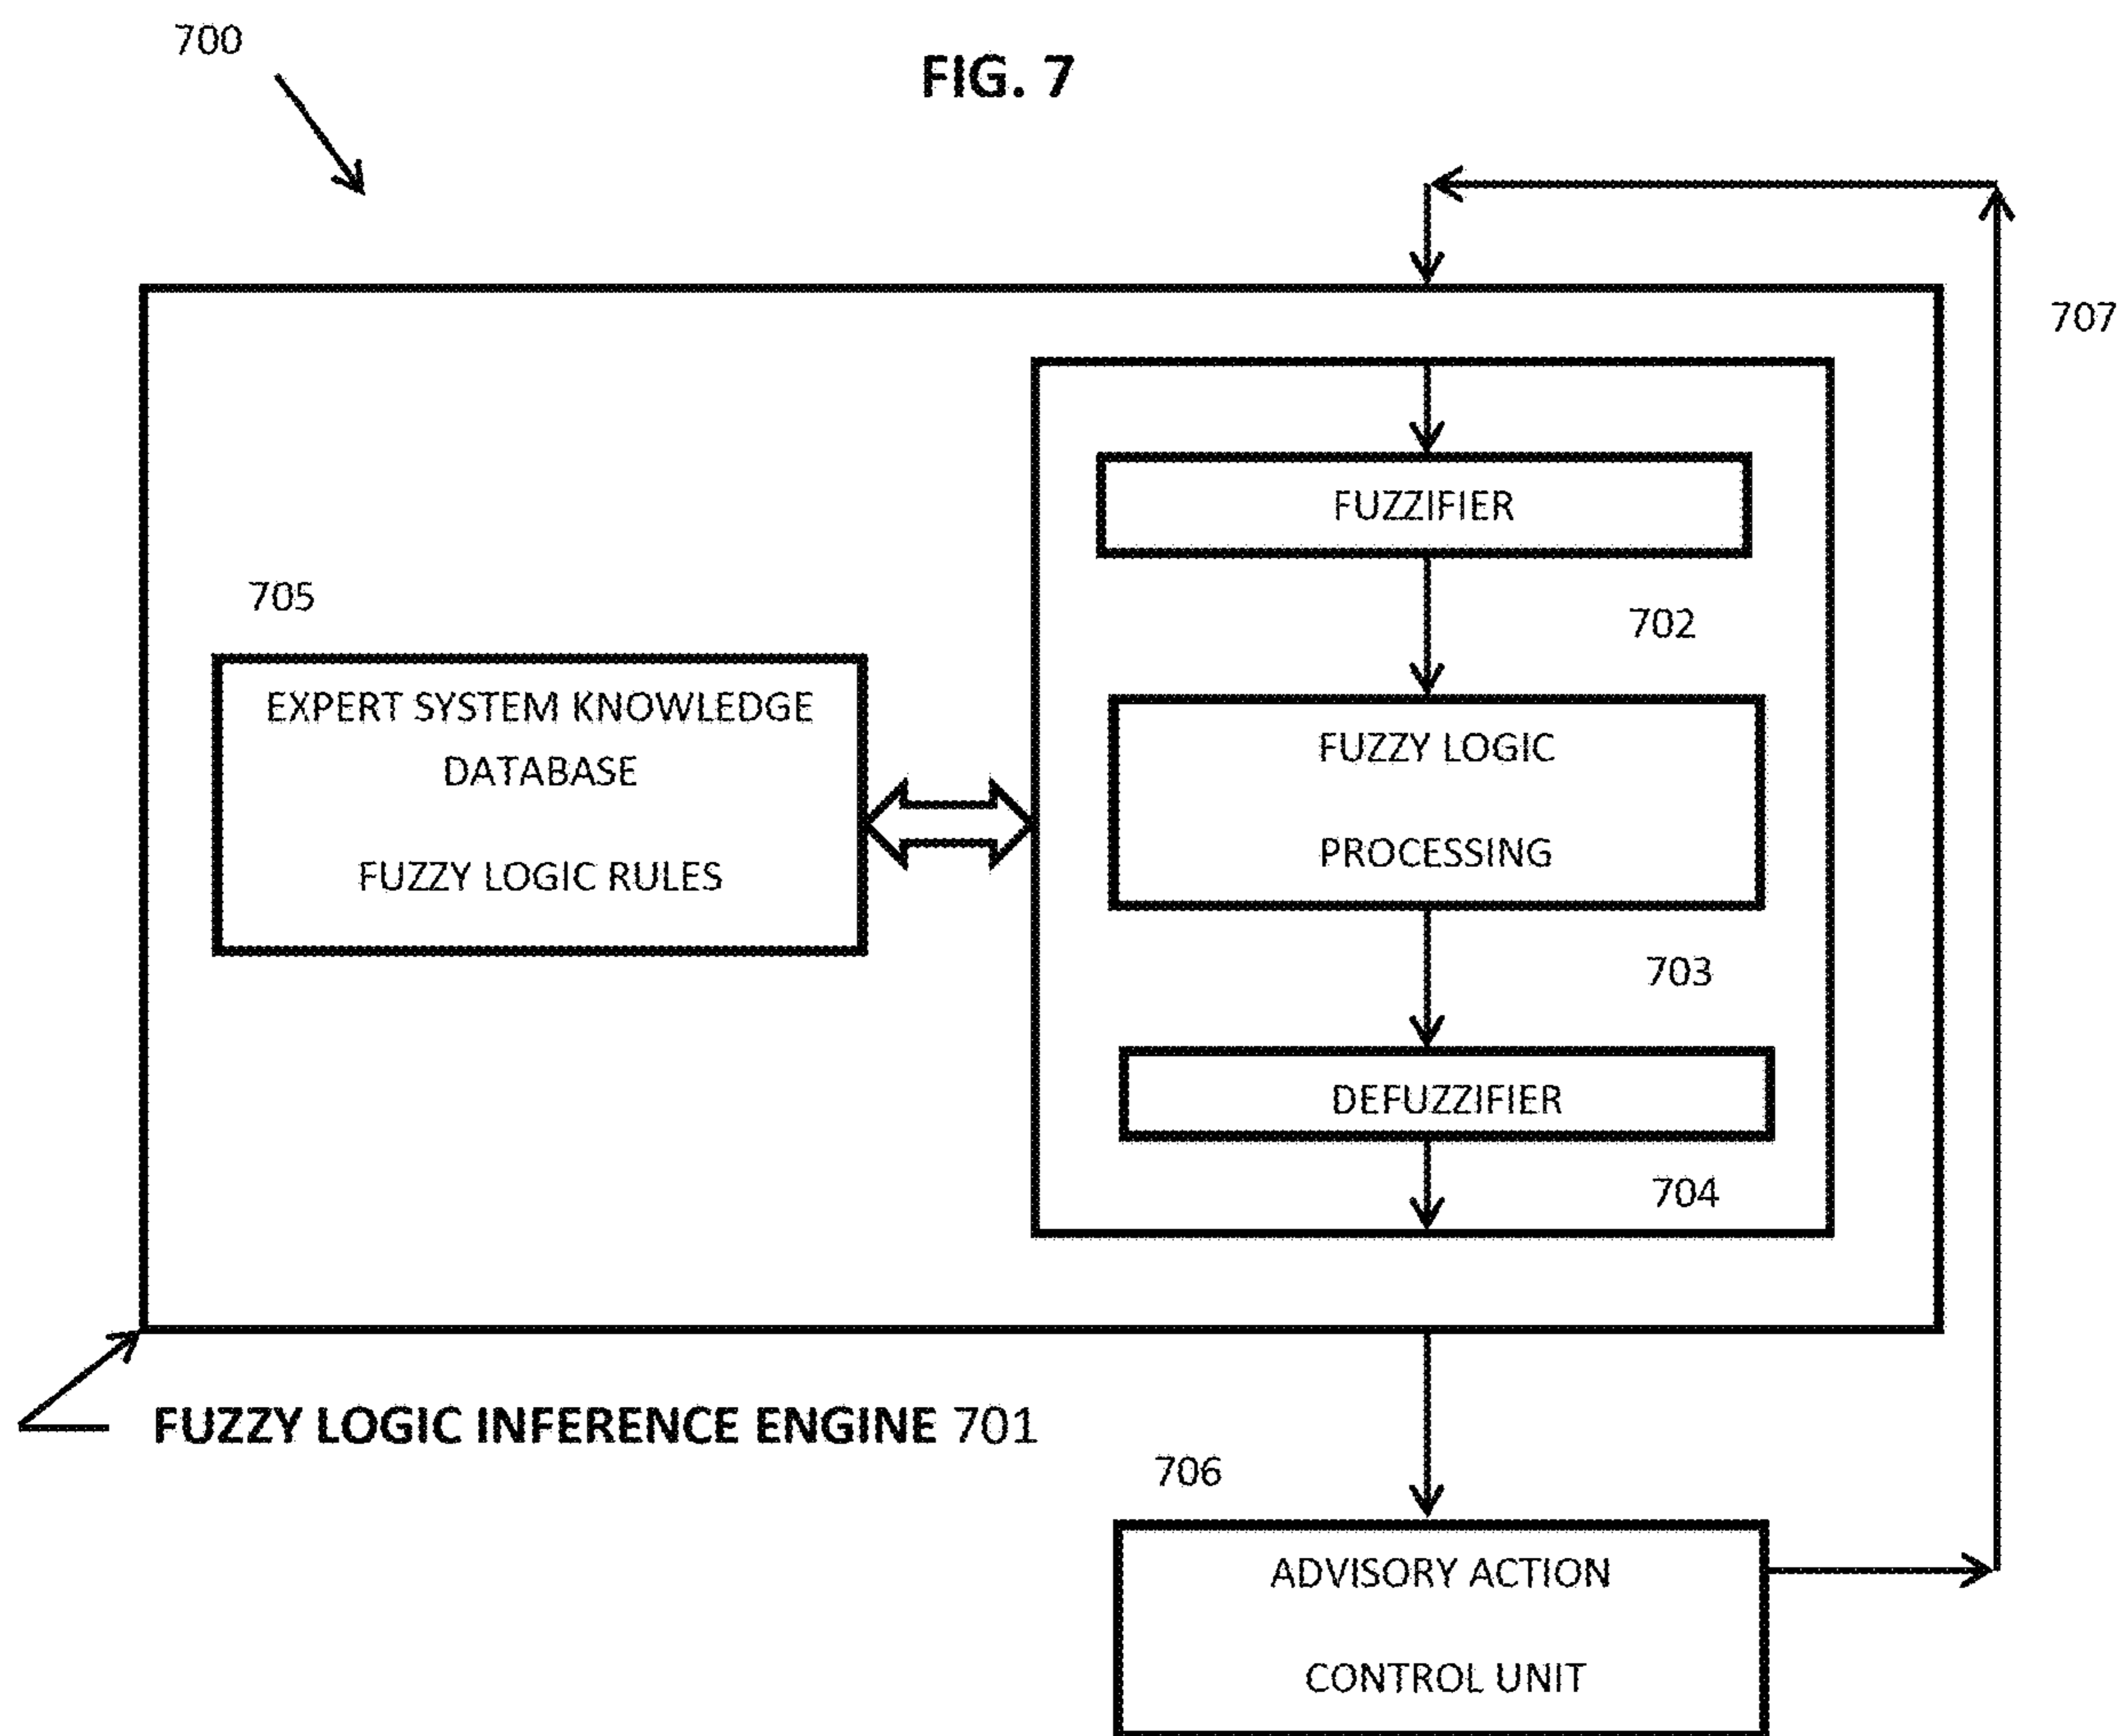 700
FIG. 7
707
FUZZIFIER
705
702
EXPERT SYSTEM KNOWLEDGE
DATABASE
FUZZY LOGIC RULES
FUZZY LOGIC
PROCESSING
703
DEFUZZIFIER
704
FUZZY LOGIC INFERENCE ENGINE 701
706
ADVISORY ACTION
CONTROL UNIT